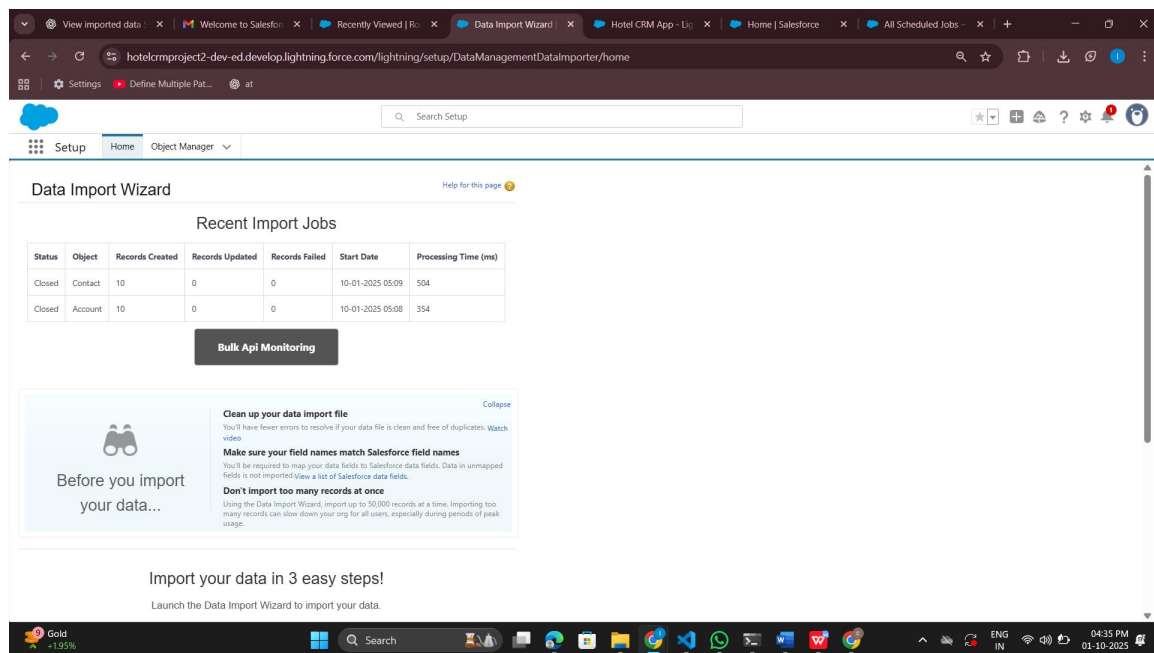 View imported data
Welcome to Salesforc
Recently Viewed | Ro
Data Import Wizard |
Hotel CRM App - Lig
Home | Salesforce
All Scheduled Jobs -
hotelcrmproject2-dev-ed.develop.lightning.force.com/lightning/setup/DataManagementDataImporter/home
Settings
Define Multiple Pat...
at
Search Setup
Setup
Home
Object Manager
Data Import Wizard
Help for this page
Recent Import Jobs
Status Object Records Created Records Updated Records Failed Start Date Processing Time (ms)
Closed Contact 10 0 0 10-01-2025 05:09 504
Closed Account 10 0 0 10-01-2025 05:08 354
Bulk Api Monitoring
Collapse
Before you import
your data...
Clean up your data import file
You'll have fewer errors to resolve if your data file is clean and free of duplicates. Watch
video
Make sure your field names match Salesforce field names
You'll be required to map your data fields to Salesforce data fields. Data in unmapped
fields is not imported.View a list of Salesforce data fields.
Don't import too many records at once
Using the Data Import Wizard, import up to 50,000 records at a time. Importing too
many records can slow down your org for all users, especially during periods of peak
usage.
Import your data in 3 easy steps!
Launch the Data Import Wizard to import your data.
9
Gold
+1.95%
Search
ENG
IN
04:35 PM
01-10-2025